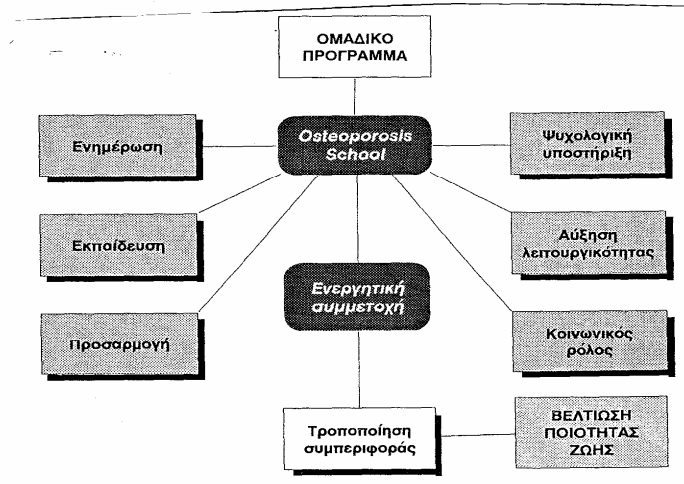 ΟΜΑΔΙΚΟ
ΠΡΟΓΡΑΜΜΑ
Osteoporosis
School
Ενημέρωση
Ψυχολογική
υποστήριξη
Εκπαίδευση
Αύξηση
λειτουργικότητας
Ενεργητική
συμμετοχή
Προσαρμογή
Κοινωνικός
ρόλος
Τροποποίηση
συμπεριφοράς
ΒΕΛΤΙΩΣΗ
ΠΟΙΟΤΗΤΑΣ
ΖΩΗΣ